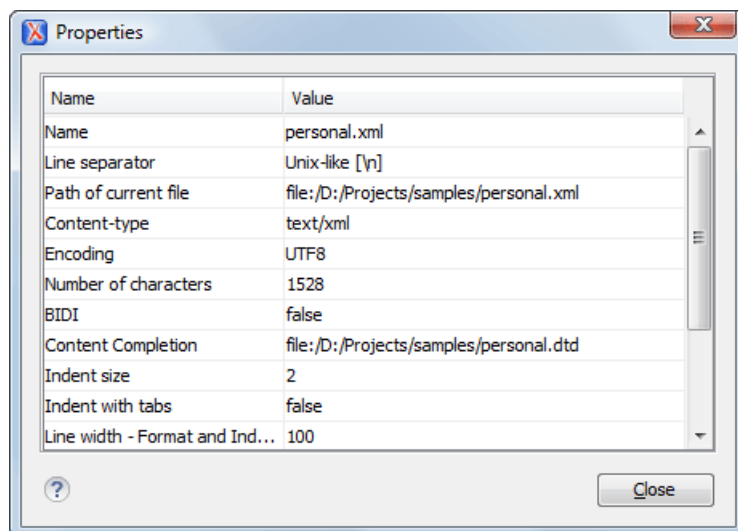 Properties
Name Value
Name personal.xml
Line separator Unix-like [\n]
Path of current file file:/D:/Projects/samples/personal.xml
Content-type text/xml
Encoding UTF8
Number of characters 1528
BIDI false
Content Completion file:/D:/Projects/samples/personal.dtd
Indent size 2
Indent with tabs false
Line width - Format and Ind... 100
? Close